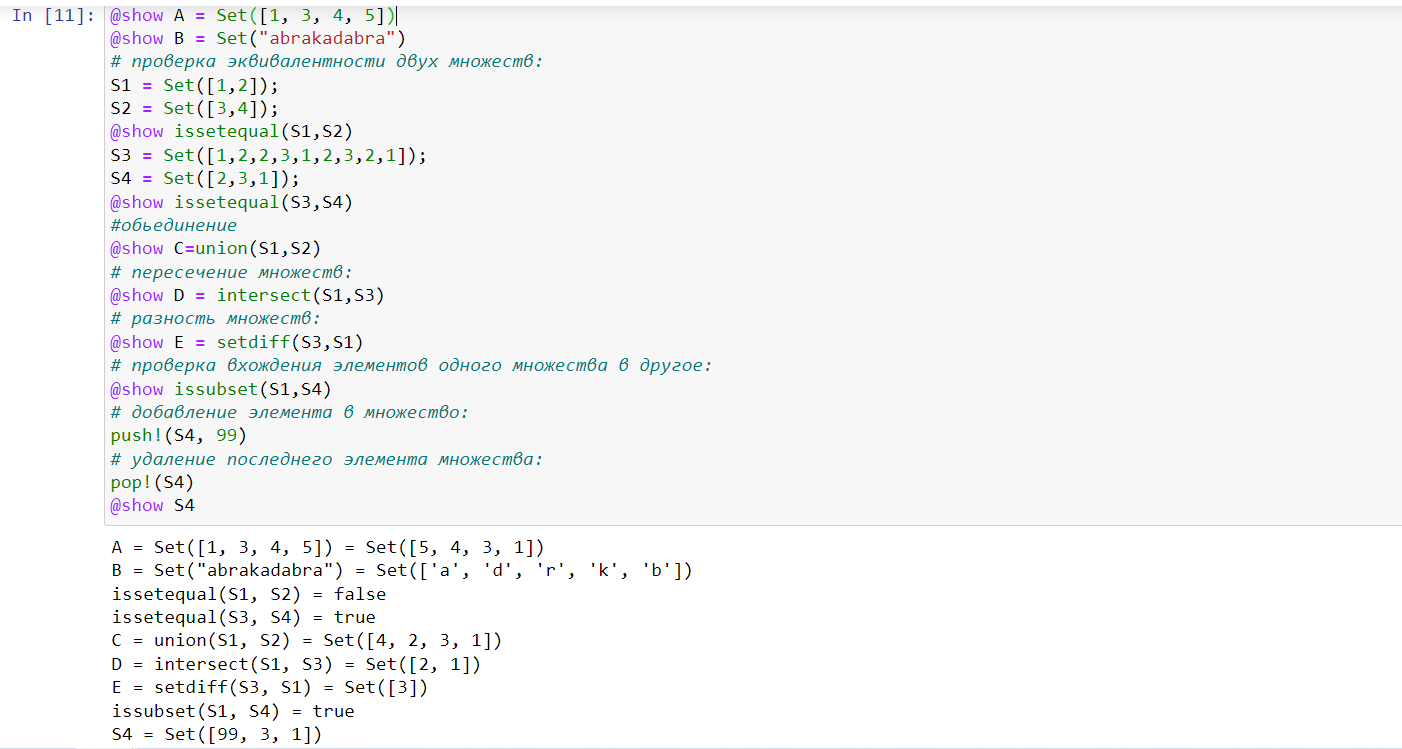 In [11]: @show A = Set([1, 3, 4, 5])
@show B = Set("abrakadabra")
# проверка эквивалентности двух множеств:
S1 = Set([1,2]);
S2 = Set([3,4]);
@show issetequal(S1,S2)
S3 = Set([1,2,2,3,1,2,3,2,1]);
S4 = Set([2,3,1]);
@show issetequal(S3,S4)
#обьединение
@show C=union(S1,S2)
# пересечение множеств:
@show D = intersect(S1,S3)
# разность множеств:
@show E = setdiff(S3,S1)
# проверка вхождения элементов одного множества в другое:
@show issubset(S1,S4)
# добавление элемента в множество:
push!(S4, 99)
# удаление последнего элемента множества:
pop!(S4)
@show S4
A = Set([1, 3, 4, 5]) = Set([5, 4, 3, 1])
B = Set("abrakadabra") = Set(['a', 'd', 'r', 'k', 'b'])
issetequal(S1, S2) = false
issetequal(S3, S4) = true
C = union(S1, S2) = Set([4, 2, 3, 1])
D = intersect(S1, S3) = Set([2, 1])
E = setdiff(S3, S1) = Set([3])
issubset(S1, S4) = true
S4 = Set([99, 3, 1])